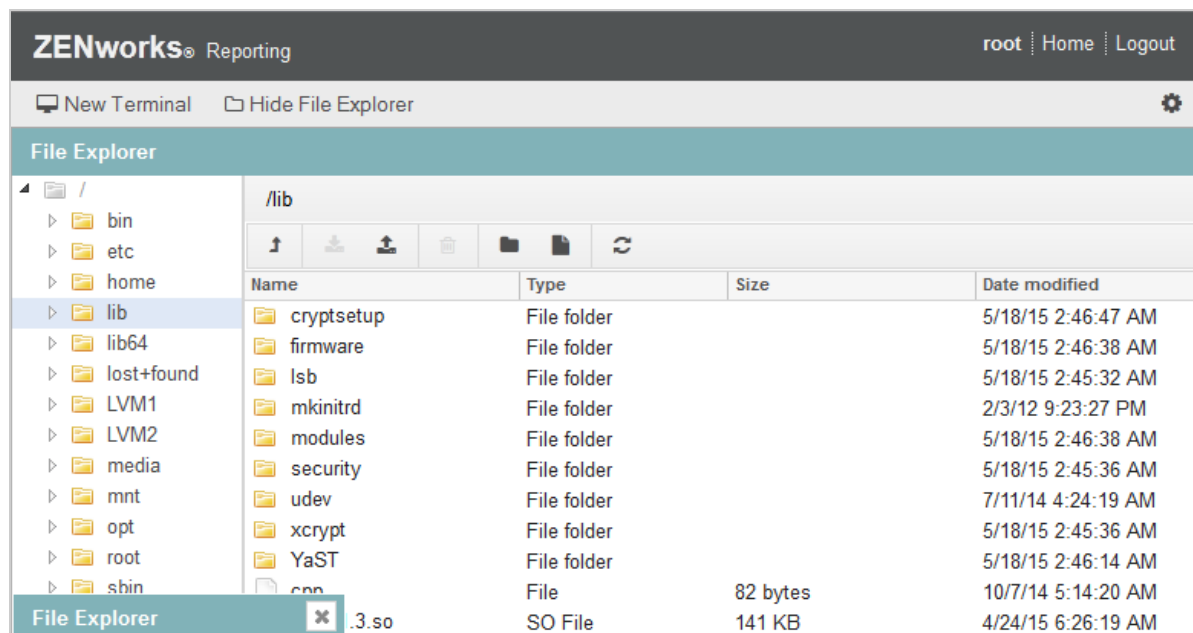 ZENworks® Reporting root Home Logout
New Terminal Hide File Explorer
File Explorer
/
bin
etc
home
lib
lib64
lost+found
LVM1
LVM2
media
mnt
opt
root
sbin
/lib
Name Type Size Date modified
cryptsetup File folder 5/18/15 2:46:47 AM
firmware File folder 5/18/15 2:46:38 AM
lsb File folder 5/18/15 2:45:32 AM
mkinitrd File folder 2/3/12 9:23:27 PM
modules File folder 5/18/15 2:46:38 AM
security File folder 5/18/15 2:45:36 AM
udev File folder 7/11/14 4:24:19 AM
xcrypt File folder 5/18/15 2:45:36 AM
YaST File folder 5/18/15 2:46:14 AM
cpp File 82 bytes 10/7/14 5:14:20 AM
.3.so SO File 141 KB 4/24/15 6:26:19 AM
File Explorer